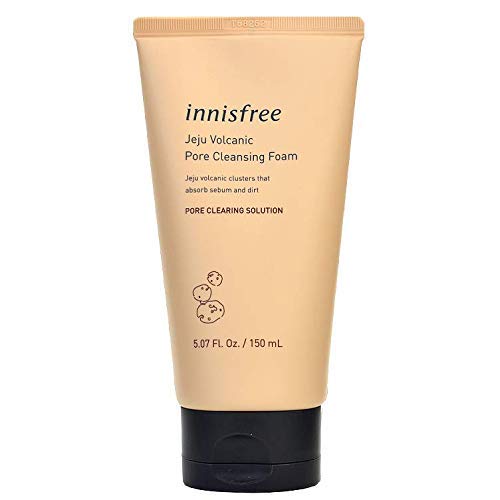 innisfree
Jeju Volcanic
Pore Cleansing Foam
Jeju volcanic clusters that
absorb sebum and dirt
PORE CLEARING SOLUTION
5.07 Fl. Oz. / 150 mL